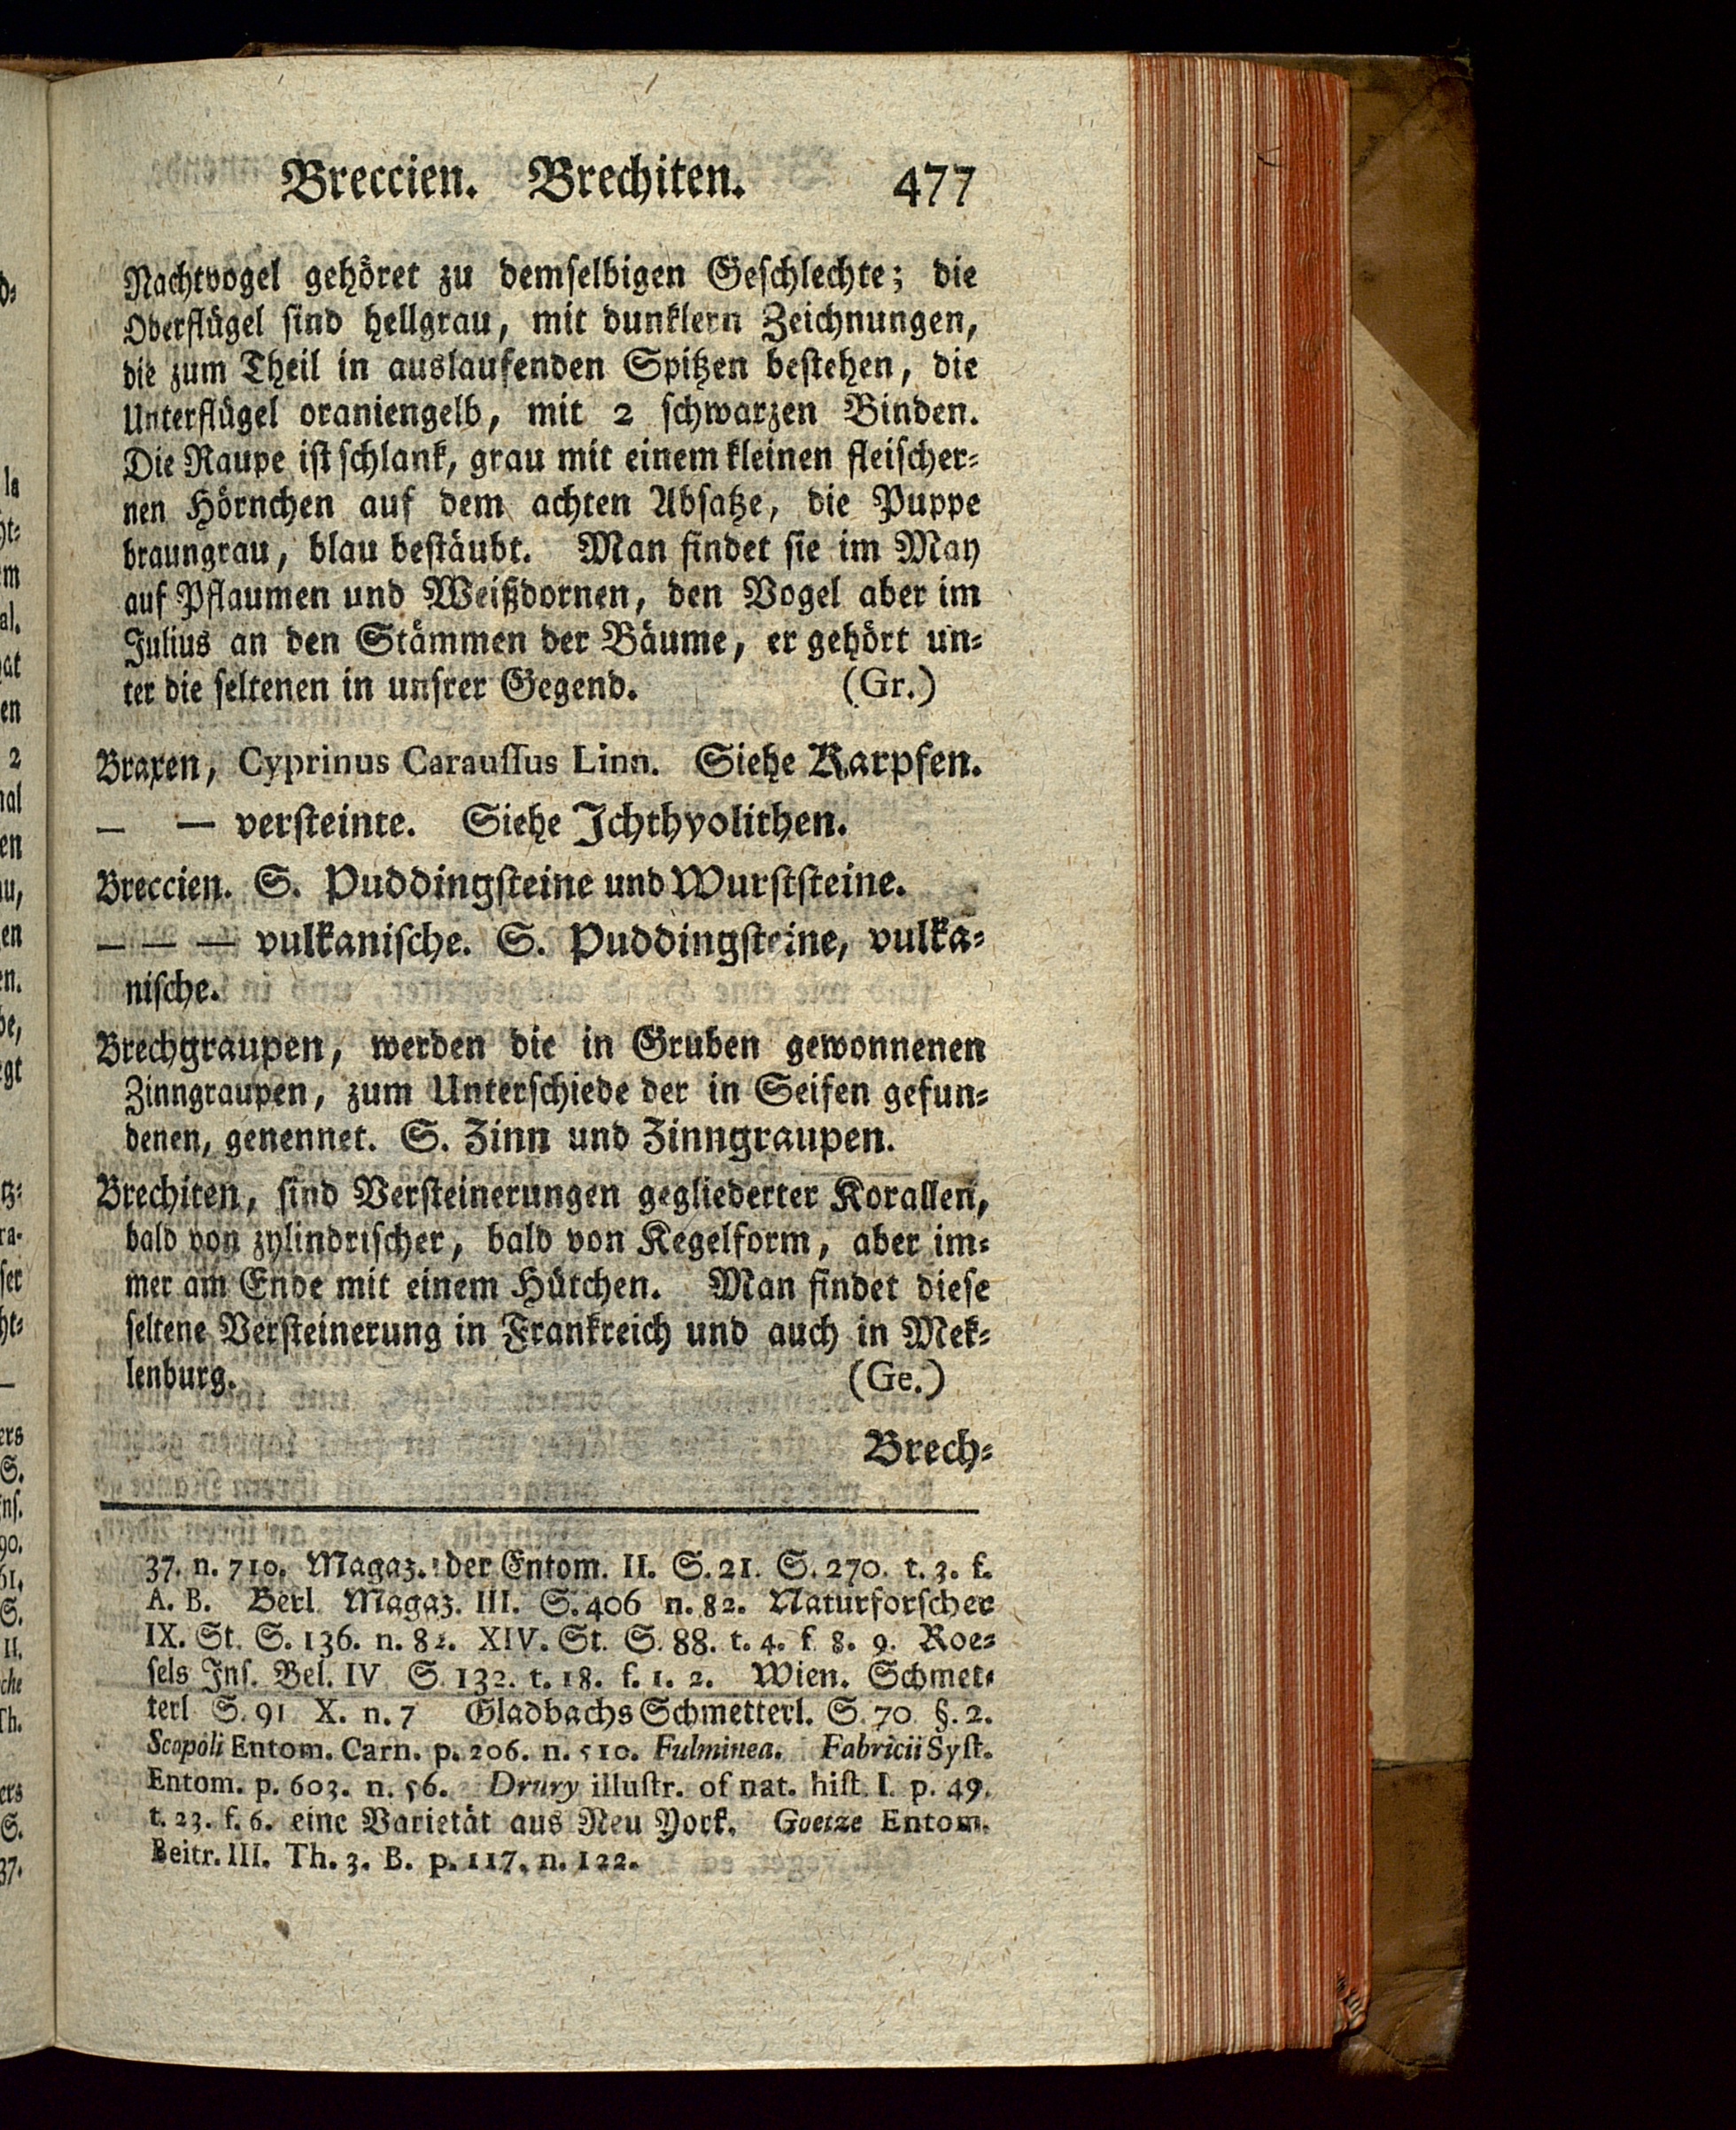 Breccien. Brechiten. 477
Nachtvogel gehöret zu demselbigen Geschlechte; die
Oberflügel sind hellgrau, mit dunklern Zeichnungen,
die zum Theil in auslaufenden Spitzen bestehen, die
Unterflügel oraniengelb, mit 2 schwarzen Binden.
Die Raupe ist schlank, grau mit einem kleinen fleischer-
nen Hörnchen auf dem achten Absatze, die Puppe
braungrau, blau bestäubt. Man findet sie im May
auf Pflaumen und Weißdornen, den Vogel aber im
Julius an den Stämmen der Bäume, er gehört un-
ter die seltenen in unsrer Gegend. (Gr.)
Braxen, Cyprinus Caraussus Linn. Siehe Karpfen.
— — versteinte. Siehe Ichthyolithen.
Breccien. S. Puddingsteine und Wurststeine.
— — — vulkanische. S. Puddingsteine, vulka-
nische.
Brechgraupen, werden die in Gruben gewonnenen
Zinngraupen, zum Unterschiede der in Seifen gefun-
denen, genennet. S. Zinn und Zinngraupen.
Brechiten, sind Versteinerungen gegliederter Korallen,
bald von zylindrischer, bald von Kegelform, aber im-
mer am Ende mit einem Hütchen. Man findet diese
seltene Versteinerung in Frankreich und auch in Mek-
lenburg. (Ge.)
Brech-
37. n. 710. Magaz. der Entom. II. S. 21. S. 270. t. 3. f.
A. B. Berl Magaz. III. S. 406 n. 82. Naturforscher
IX. St. S. 136. n. 82. XIV. St. S. 88. t. 4. f 8. 9. Roe-
sels Ins. Bel. IV S. 132. t. 18. f. 1. 2. Wien. Schmet-
terl S. 91 X. n. 7 Gladbachs Schmetterl. S. 70 §. 2.
Scopoli Entom. Carn. p. 206. n. 510. Fulminea. Fabricii Syst.
Entom. p. 603. n. 56. Drury illustr. of nat. hist. I. p. 49.
t. 23. f. 6. eine Varietät aus Neu York. Goetze Entom.
Beitr. III. Th. 3. B. p. 117. n. 122.